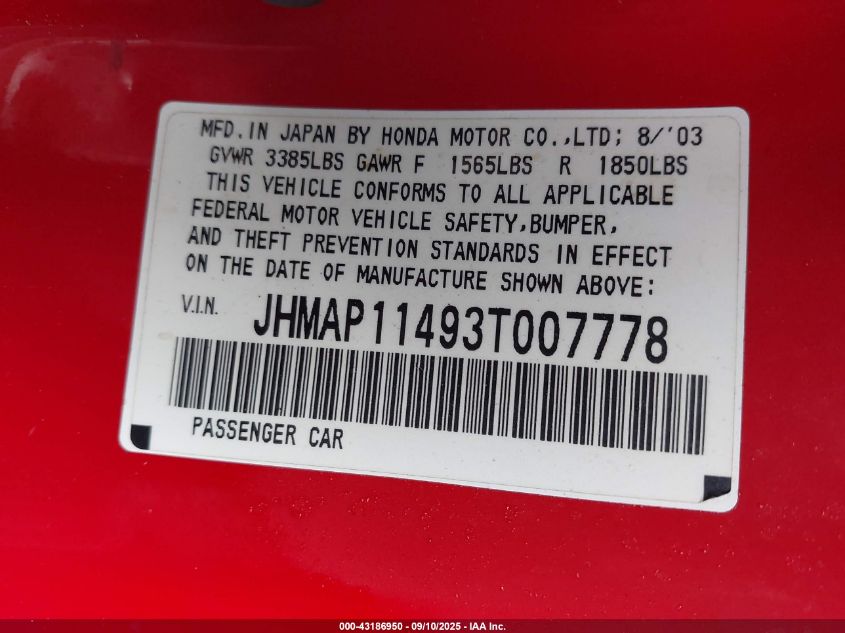 MFD. IN JAPAN BY HONDA MOTOR CO.,LTD; 8/'03
GVWR 3385LBS GAWR F 1565LBS R 1850LBS
THIS VEHICLE CONFORMS TO ALL APPLICABLE
FEDERAL MOTOR VEHICLE SAFETY, BUMPER,
AND THEFT PREVENTION STANDARDS IN EFFECT
ON THE DATE OF MANUFACTURE SHOWN ABOVE:
V.I.N. JHMAP11493T007778
PASSENGER CAR
000-43186950 - 09/10/2025 - IAA Inc.